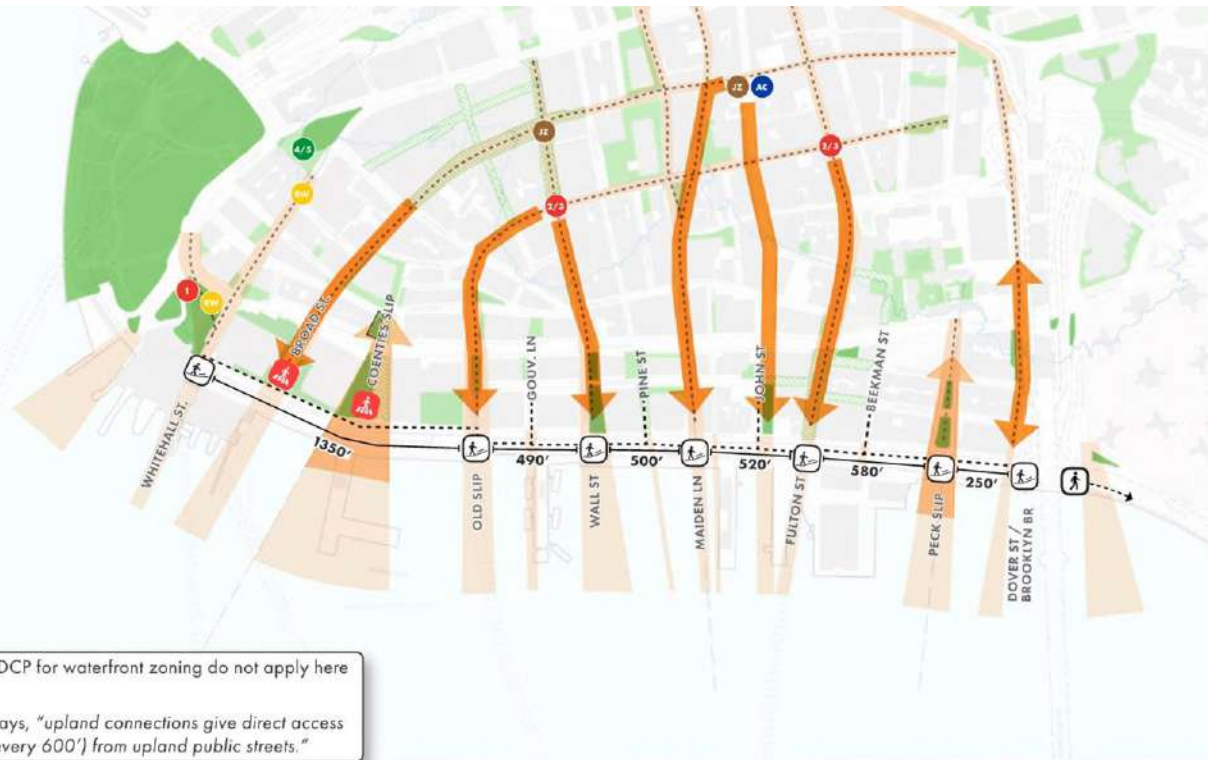 JZ
AC
4/5
JZ
2/3
RW
2/3
1
RW
BROAD ST.
COENTIES SLIP
GOUV. LN
PINE ST
JOHN ST
BEEKMAN ST
WHITEHALL ST.
1350'
490'
500'
520'
580'
250'
OLD SLIP
WALL ST
MAIDEN LN
FULTON ST
PECK SLIP
DOVER ST /
BROOKLYN BR
DCP for waterfront zoning do not apply here
ays, "upland connections give direct access
every 600') from upland public streets."